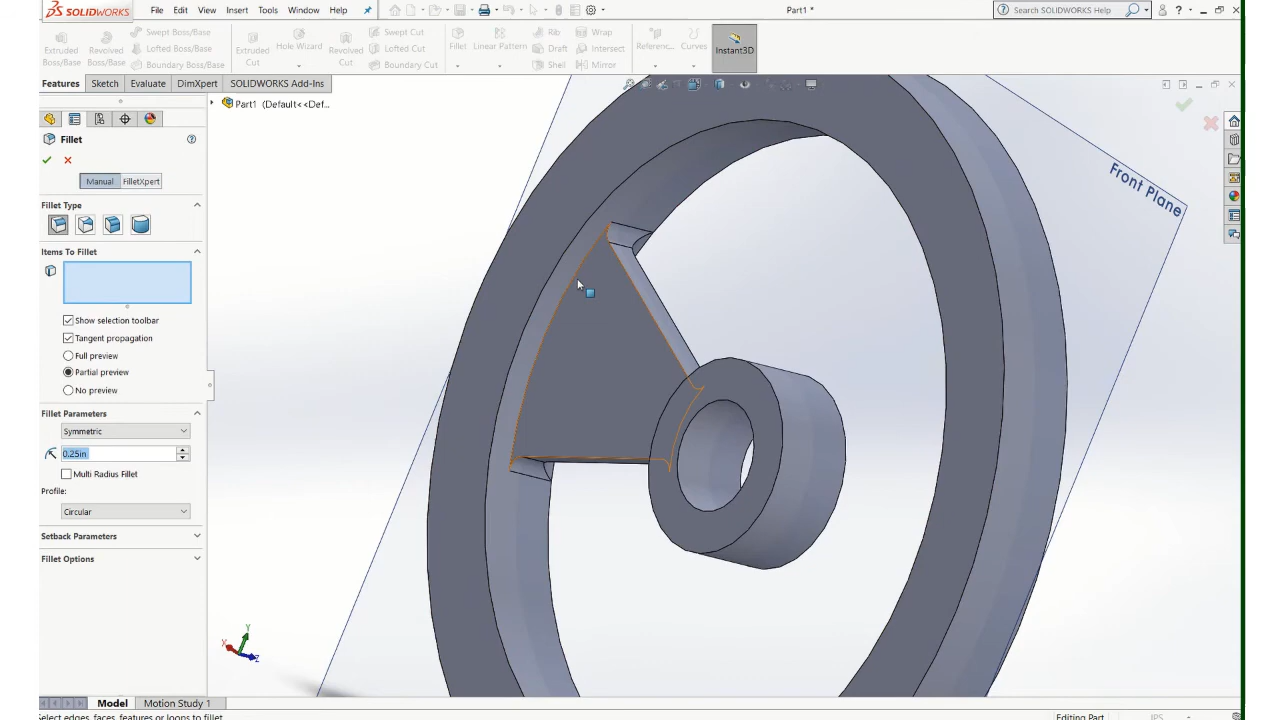 SOLIDWORKS File Edit View Insert Tools Window Help Part1 * Search SOLIDWORKS Help ?
Extruded Boss/Base Revolved Boss/Base Swept Boss/Base Lofted Boss/Base Boundary Boss/Base Extruded Cut Hole Wizard Revolved Cut Swept Cut Lofted Cut Boundary Cut Fillet Linear Pattern Rib Draft Shell Wrap Intersect Mirror Referenc... Curves Instant3D
Features Sketch Evaluate DimXpert SOLIDWORKS Add-Ins
Part1 (Default<<Def...
Fillet
Manual FilletXpert
Fillet Type
Items To Fillet
Show selection toolbar
Tangent propagation
Full preview
Partial preview
No preview
Fillet Parameters
Symmetric
0.25in
Multi Radius Fillet
Profile:
Circular
Setback Parameters
Fillet Options
Front Plane
Y
X
Z
Model Motion Study 1
Select edges, faces, features or loops to fillet
Editing Part IPS